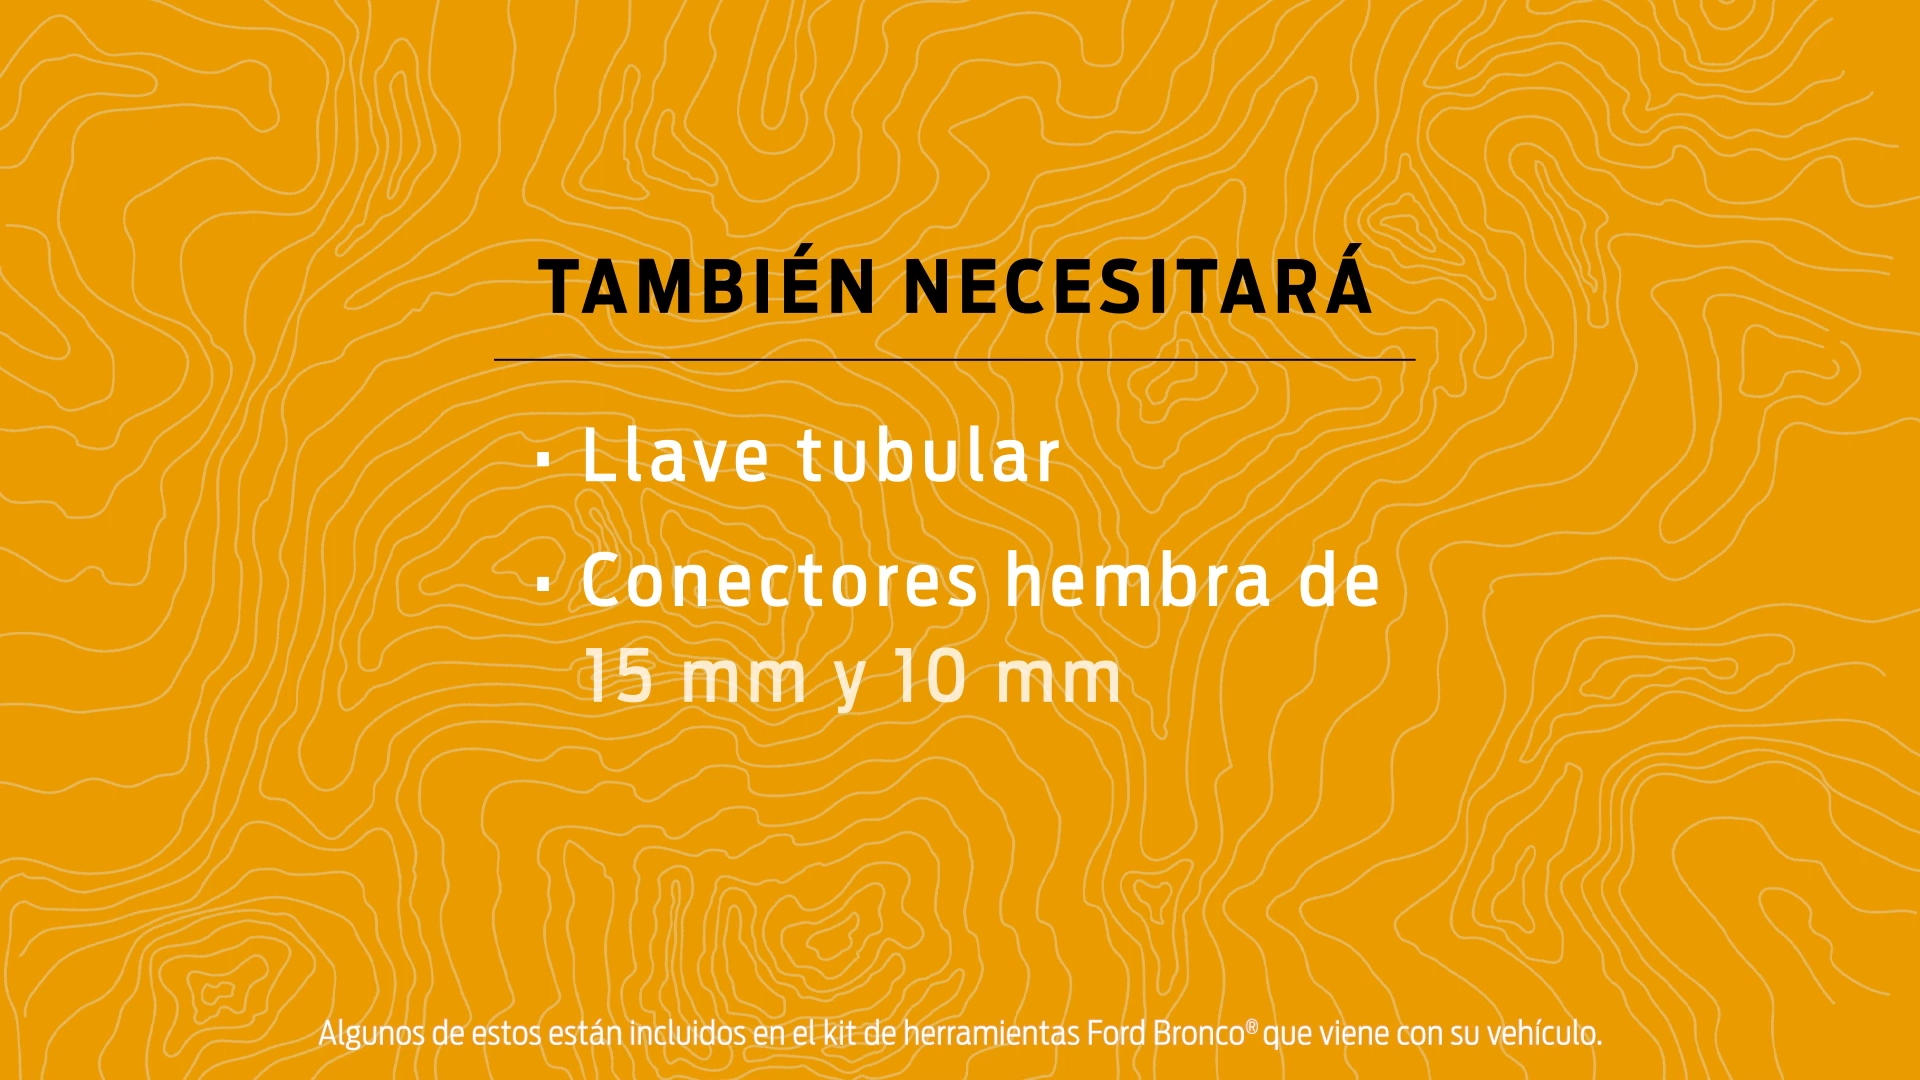 TAMBIÉN NECESITARÁ
· Llave tubular
· Conectores hembra de
15 mm y 10 mm
Algunos de estos están incluidos en el kit de herramientas Ford Bronco® que viene con su vehículo.